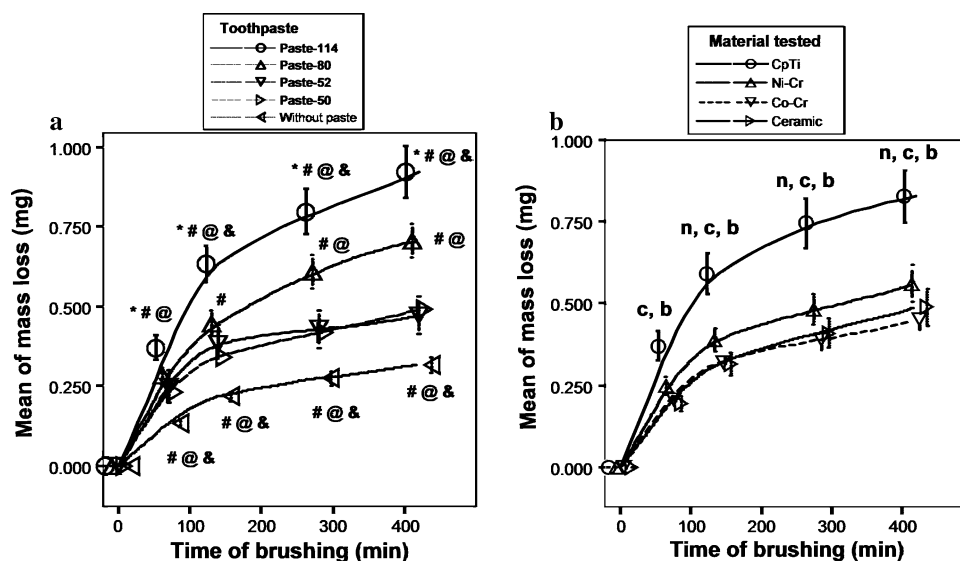 Toothpaste
Paste-114
Paste-80
Paste-52
Paste-50
Without paste
a
1.000
0.750
0.500
0.250
0.000
Mean of mass loss (mg)
* # @ &
* # @ &
* # @ &
* # @
# @
# @
#
# @ &
# @ &
# @ &
# @ &
0 100 200 300 400
Time of brushing (min)
Material tested
CpTi
Ni-Cr
Co-Cr
Ceramic
b
1.000
0.750
0.500
0.250
0.000
Mean of mass loss (mg)
n, c, b
n, c, b
n, c, b
c, b
0 100 200 300 400
Time of brushing (min)